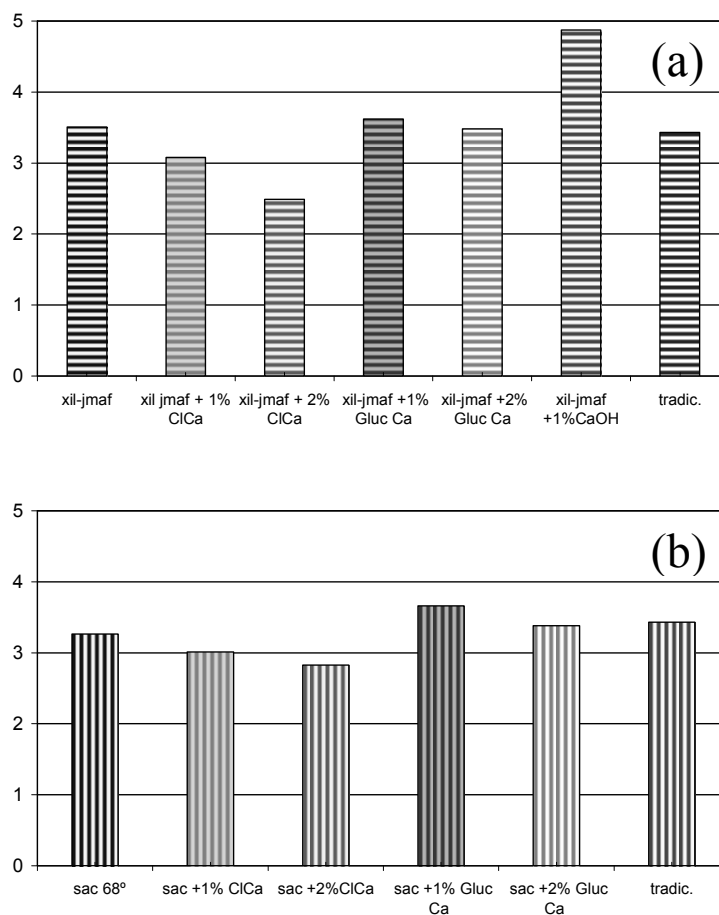 5
(a)
4
3
2
1
0
xil-jmaf xil jmaf + 1% xil-jmaf + 2% xil-jmaf +1% xil-jmaf +2% xil-jmaf tradic.
ClCa ClCa Gluc Ca Gluc Ca +1%CaOH
5
(b)
4
3
2
1
0
sac 68º sac +1% ClCa sac +2%ClCa sac +1% Gluc sac +2% Gluc tradic.
Ca Ca